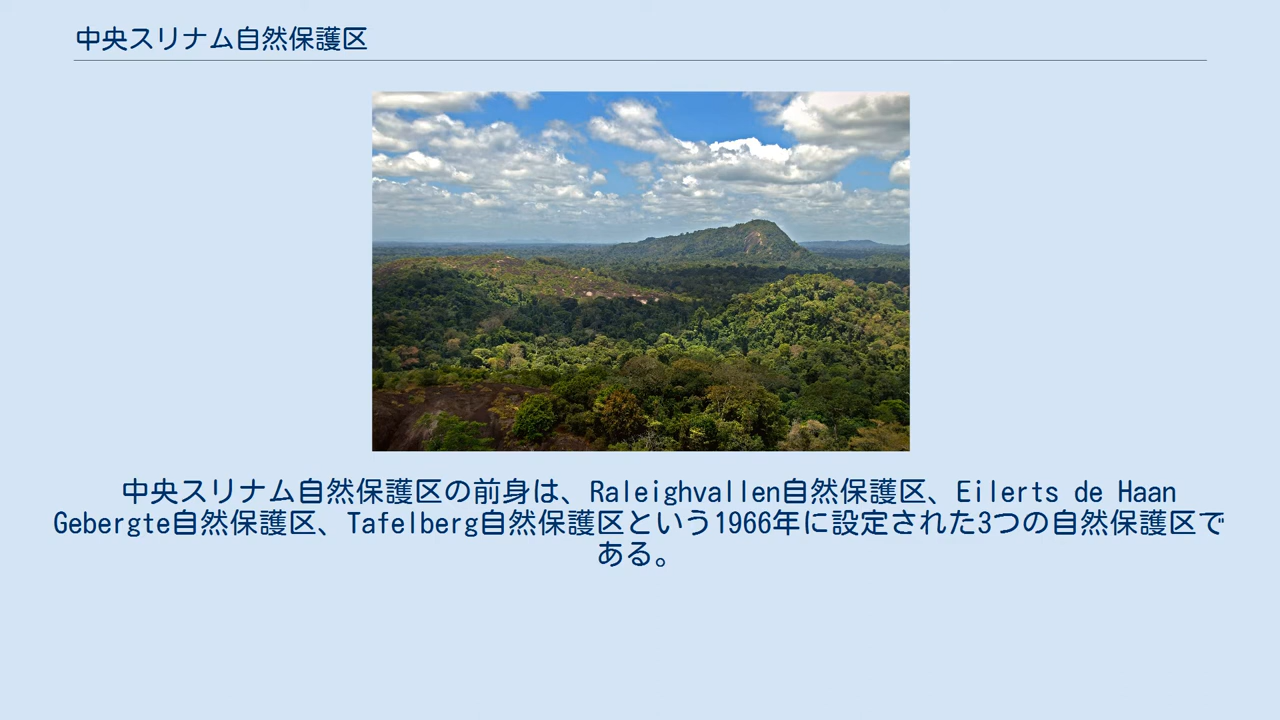 中央スリナム自然保護区
中央スリナム自然保護区の前身は、Raleighvallen自然保護区、Eilerts de Haan
Gebergte自然保護区、Tafelberg自然保護区という1966年に設定された3つの自然保護区で
ある。